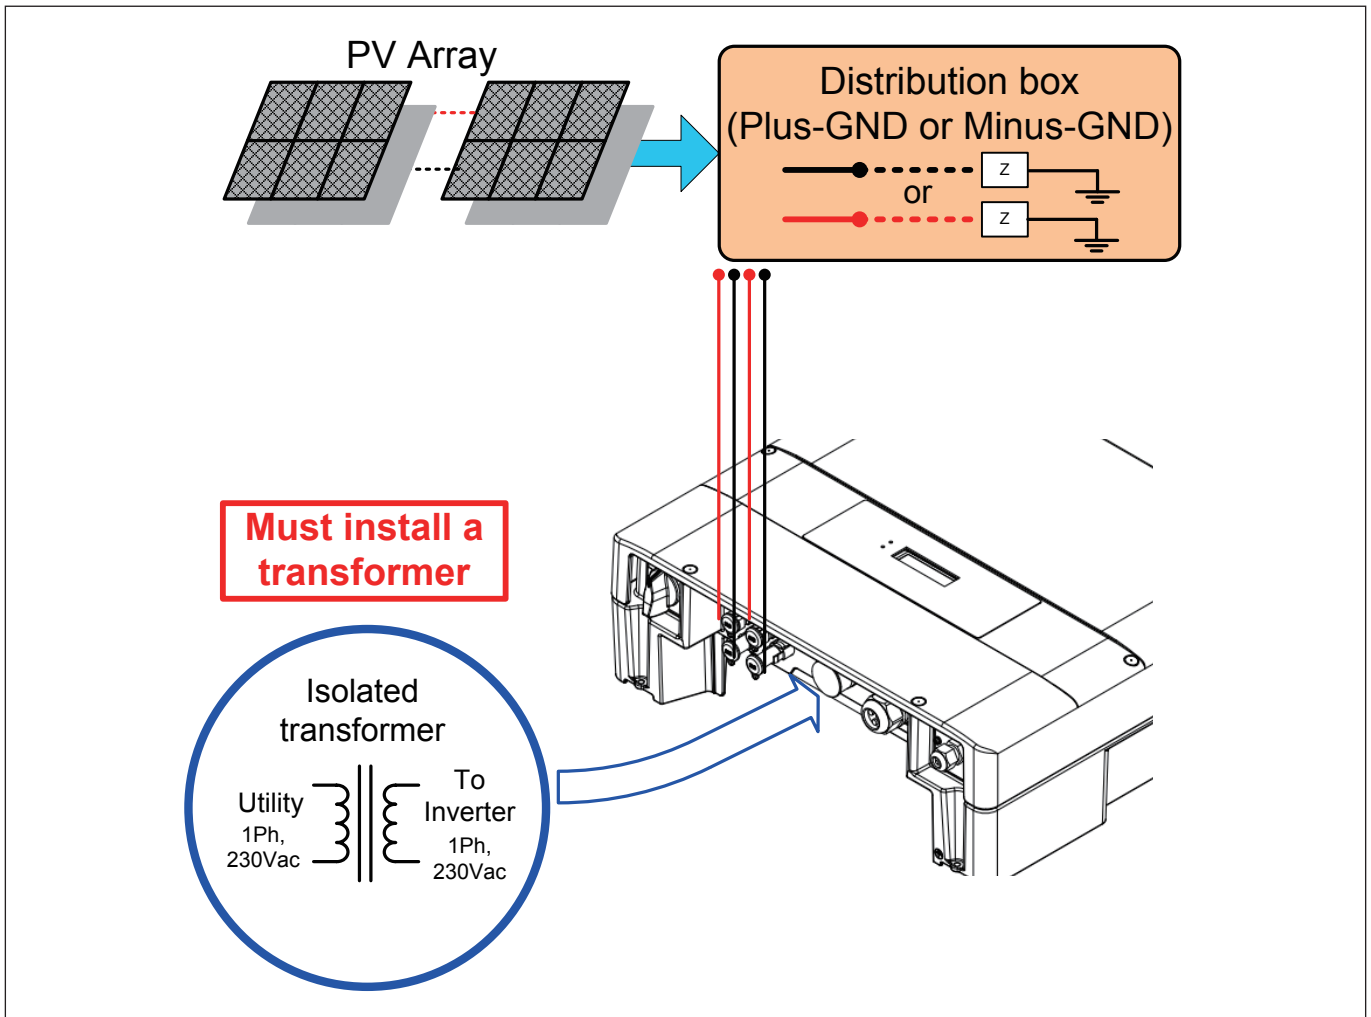 PV Array
Distribution box
(Plus-GND or Minus-GND)
Z
or
Z
Must install a
transformer
Isolated
transformer
Utility
1Ph,
230Vac
To
Inverter
1Ph,
230Vac